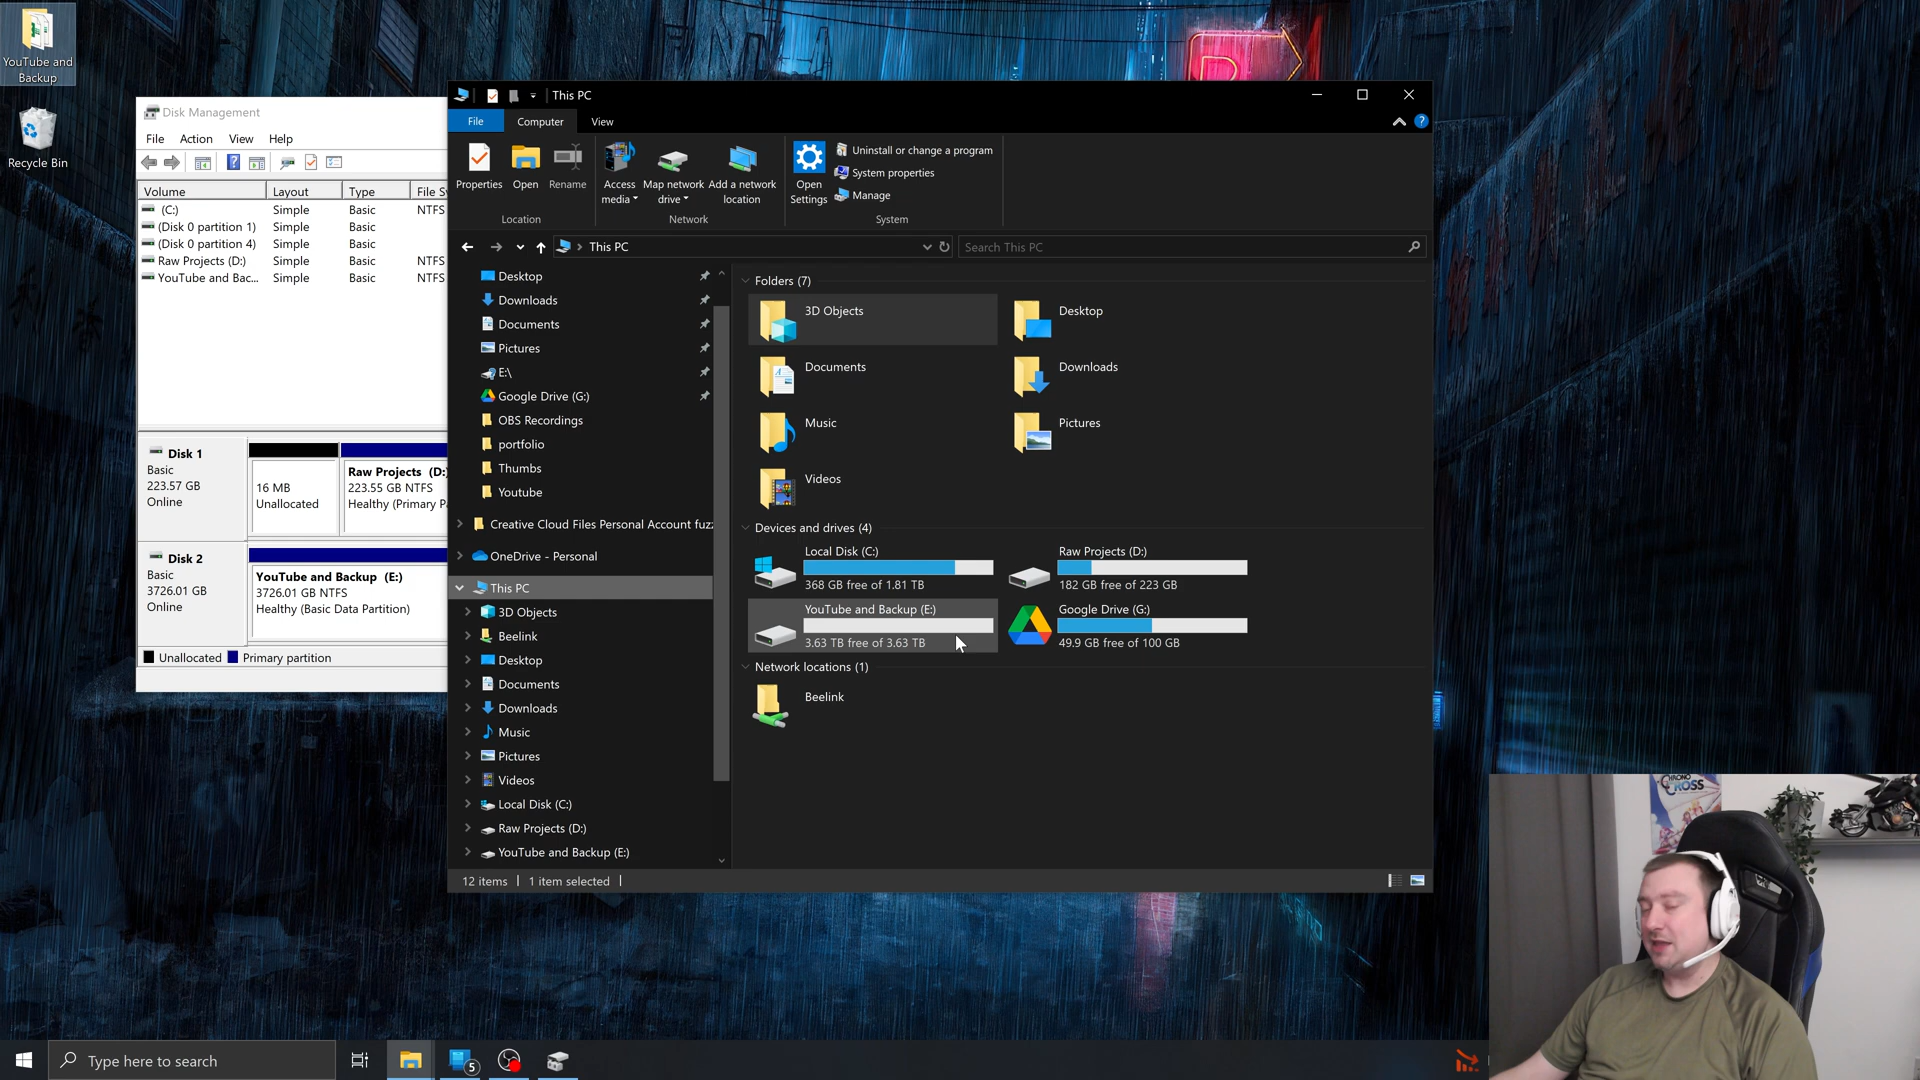 YouTube and
Backup
Recycle Bin
Disk Management
File Action View Help
Volume Layout Type File S
(C:) Simple Basic NTFS
(Disk 0 partition 1) Simple Basic
(Disk 0 partition 4) Simple Basic
Raw Projects (D:) Simple Basic NTFS
YouTube and Bac... Simple Basic NTFS
Disk 1
Basic
223.57 GB
Online
16 MB
Unallocated
Raw Projects (D:)
223.55 GB NTFS
Healthy (Primary P
Disk 2
Basic
3726.01 GB
Online
YouTube and Backup (E:)
3726.01 GB NTFS
Healthy (Basic Data Partition)
Unallocated Primary partition
This PC
File Computer View
Properties
Open
Rename
Access
media
Map network
drive
Add a network
location
Open
Settings
Uninstall or change a program
System properties
Manage
Location Network System
This PC
Search This PC
Desktop
Downloads
Documents
Pictures
E:\
Google Drive (G:)
OBS Recordings
portfolio
Thumbs
Youtube
Creative Cloud Files Personal Account fuz
OneDrive - Personal
This PC
3D Objects
Beelink
Desktop
Documents
Downloads
Music
Pictures
Videos
Local Disk (C:)
Raw Projects (D:)
YouTube and Backup (E:)
Folders (7)
3D Objects
Desktop
Documents
Downloads
Music
Pictures
Videos
Devices and drives (4)
Local Disk (C:)
368 GB free of 1.81 TB
Raw Projects (D:)
182 GB free of 223 GB
YouTube and Backup (E:)
3.63 TB free of 3.63 TB
Google Drive (G:)
49.9 GB free of 100 GB
Network locations (1)
Beelink
12 items 1 item selected
CHRONO
CROSS
Type here to search
5